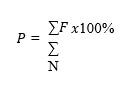 P = ∑F x100%
∑
N